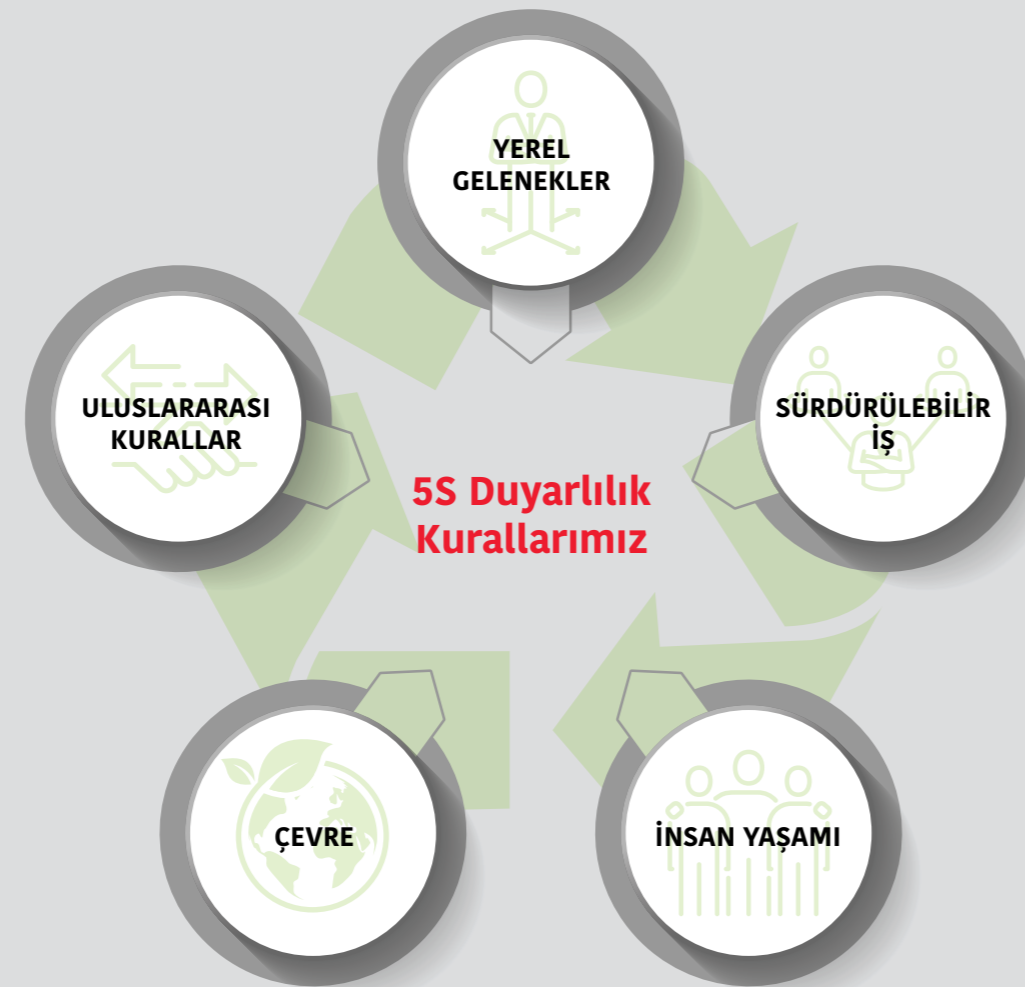 YEREL
GELENEKLER
SÜRDÜRÜLEBİLİR
İŞ
İNSAN YAŞAMI
ÇEVRE
ULUSLARARASI
KURALLAR
5S Duyarlılık
Kurallarımız